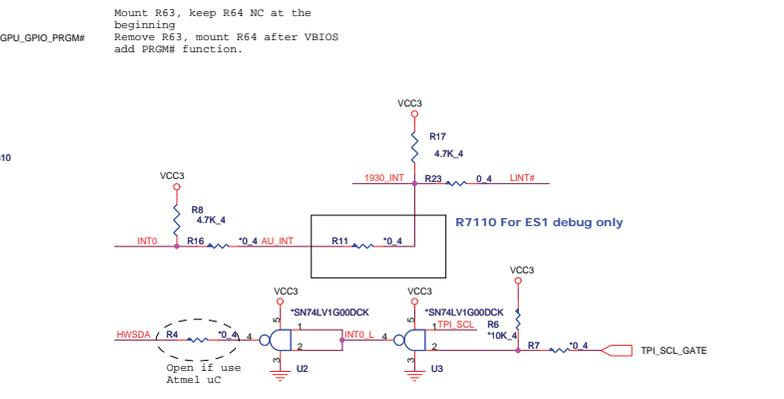 Mount R63, keep R64 NC at the
beginning
GPU_GPIO_PRGM#
Remove R63, mount R64 after VBIOS
add PRGM# function.
VCC3
R17
4.7K_4
10
VCC3
1930_INT
R23
0_4
LINT#
R8
4.7K_4
R7110 For ES1 debug only
INT0
R16
*0_4
AU_INT
R11
*0_4
VCC3
VCC3
VCC3
*SN74LV1G00DCK
*SN74LV1G00DCK
5
5
1
1
TPI_SCL
R6
*10K_4
HWSDA
R4
*0_4
4
INT0_L
4
2
2
R7
*0_4
TPI_SCL_GATE
3
3
Open if use
Atmel uC
U2
U3